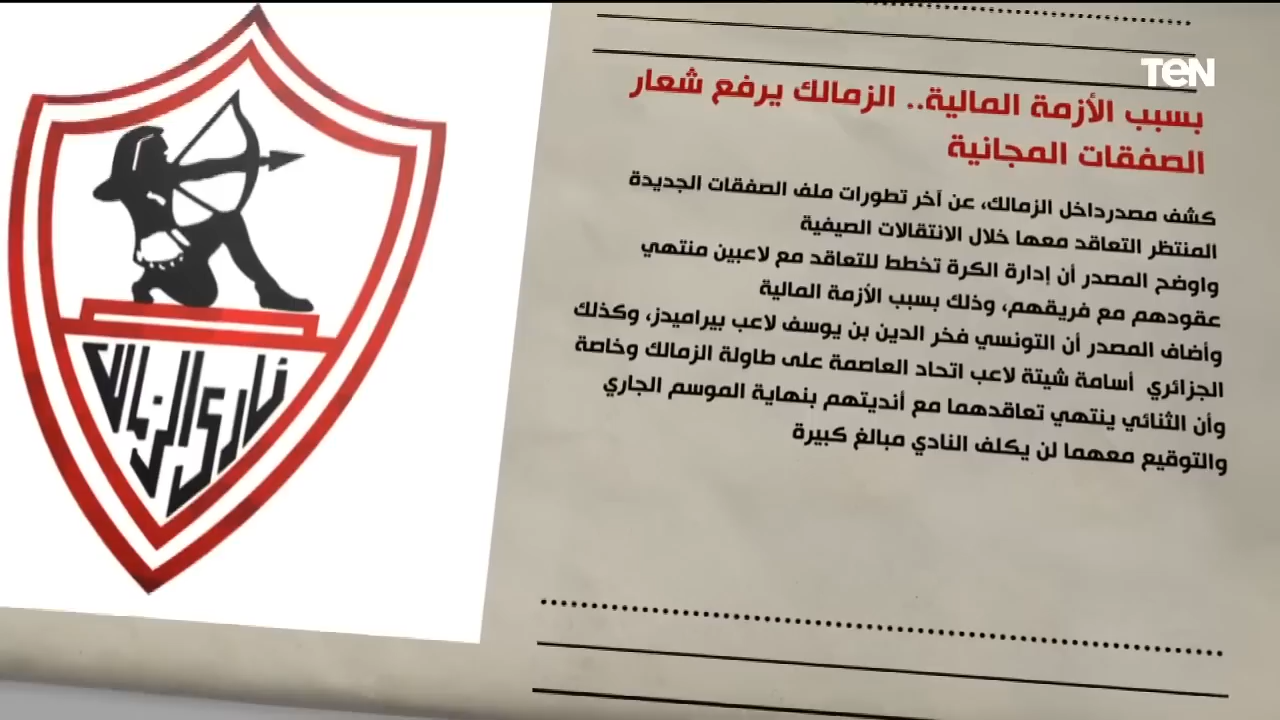 TeN
بسبب الأزمة المالية.. الزمالك يرفع شعار
الصفقات المجانية
كشف مصدرداخل الزمالك، عن آخر تطورات ملف الصفقات الجديدة
المنتظر التعاقد معها خلال الانتقالات الصيفية
واوضح المصدر أن إدارة الكرة تخطط للتعاقد مع لاعبين منتهي
عقودهم مع فريقهم، وذلك بسبب الأزمة المالية
وأضاف المصدر أن التونسي فخر الدين بن يوسف لاعب بيراميدز، وكذلك
الجزائري أسامة شيتة لاعب اتحاد العاصمة على طاولة الزمالك وخاصة
وأن الثنائي ينتهي تعاقدهما مع أنديتهم بنهاية الموسم الجاري
والتوقيع معهما لن يكلف النادي مبالغ كبيرة
نادى الزمالك